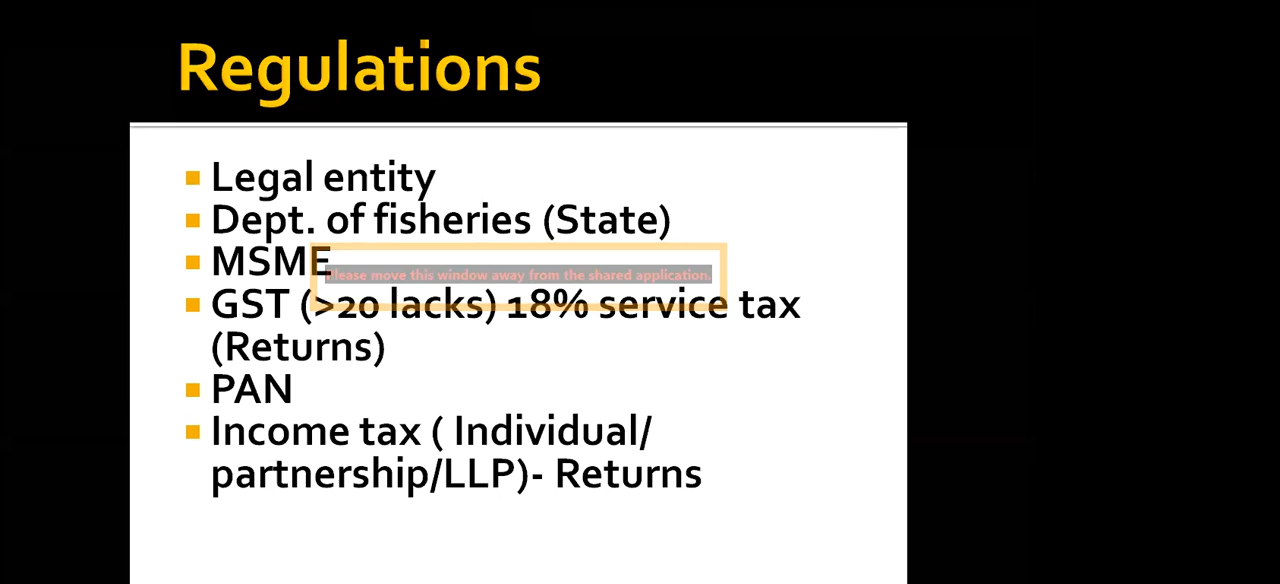 Regulations
Legal entity
Dept. of fisheries (State)
MSME
Please move this window away from the shared application.
GST (>20 lacks) 18% service tax
(Returns)
PAN
Income tax ( Individual/
partnership/LLP)- Returns